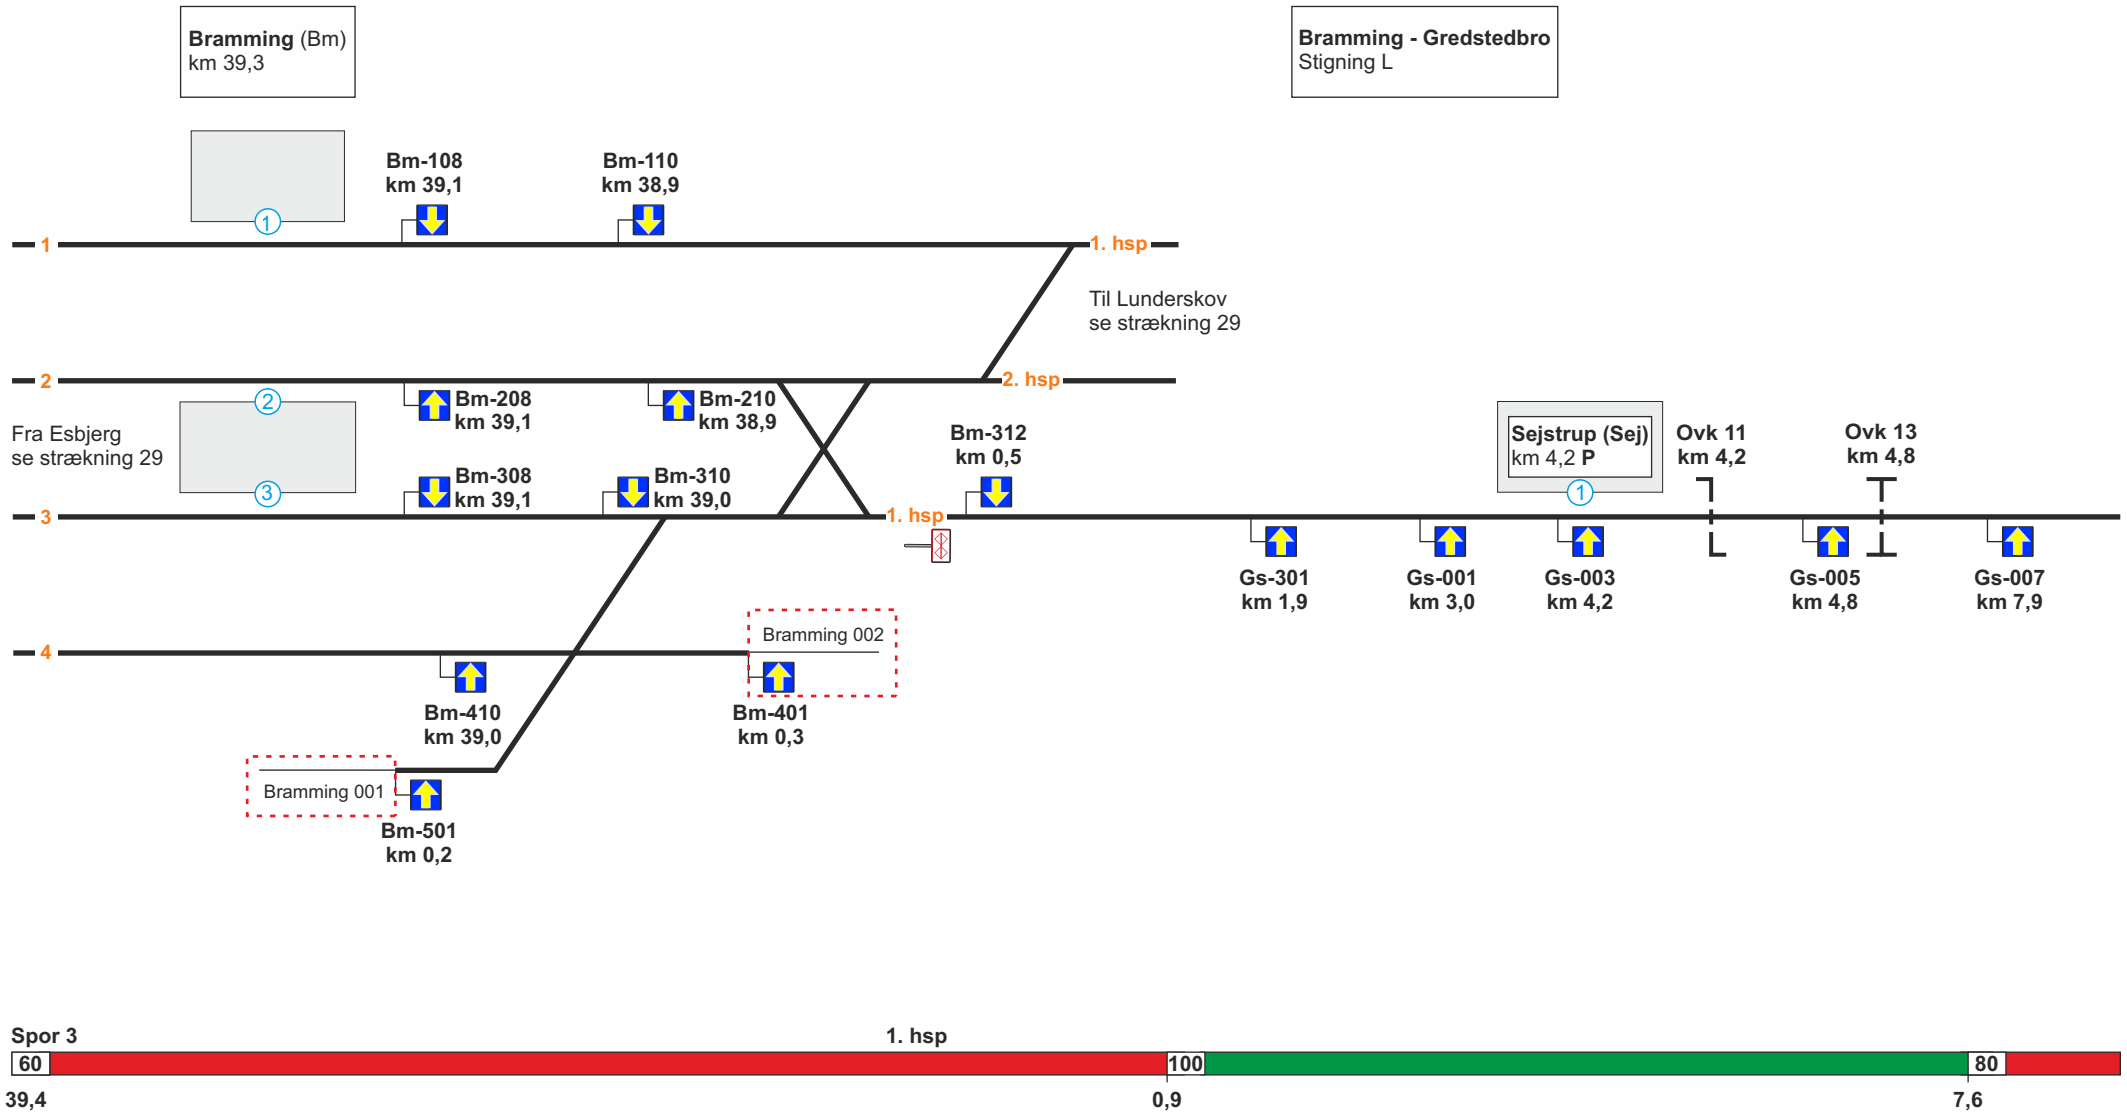 Bramming (Bm)
km 39,3
Bramming - Gredstedbro
Stigning L
Bm-108
km 39,1
Bm-110
km 38,9
1
1
1. hsp
Til Lunderskov
se strækning 29
2
2
2. hsp
Bm-208
km 39,1
Bm-210
km 38,9
Fra Esbjerg
se strækning 29
Bm-308
km 39,1
Bm-310
km 39,0
Bm-312
km 0,5
Sejstrup (Sej)
km 4,2 P
Ovk 11
km 4,2
Ovk 13
km 4,8
3
1
3
1. hsp
Gs-301
km 1,9
Gs-001
km 3,0
Gs-003
km 4,2
Gs-005
km 4,8
Gs-007
km 7,9
Bramming 002
4
Bm-410
km 39,0
Bm-401
km 0,3
Bramming 001
Bm-501
km 0,2
Spor 3
1. hsp
60
100
80
39,4
0,9
7,6